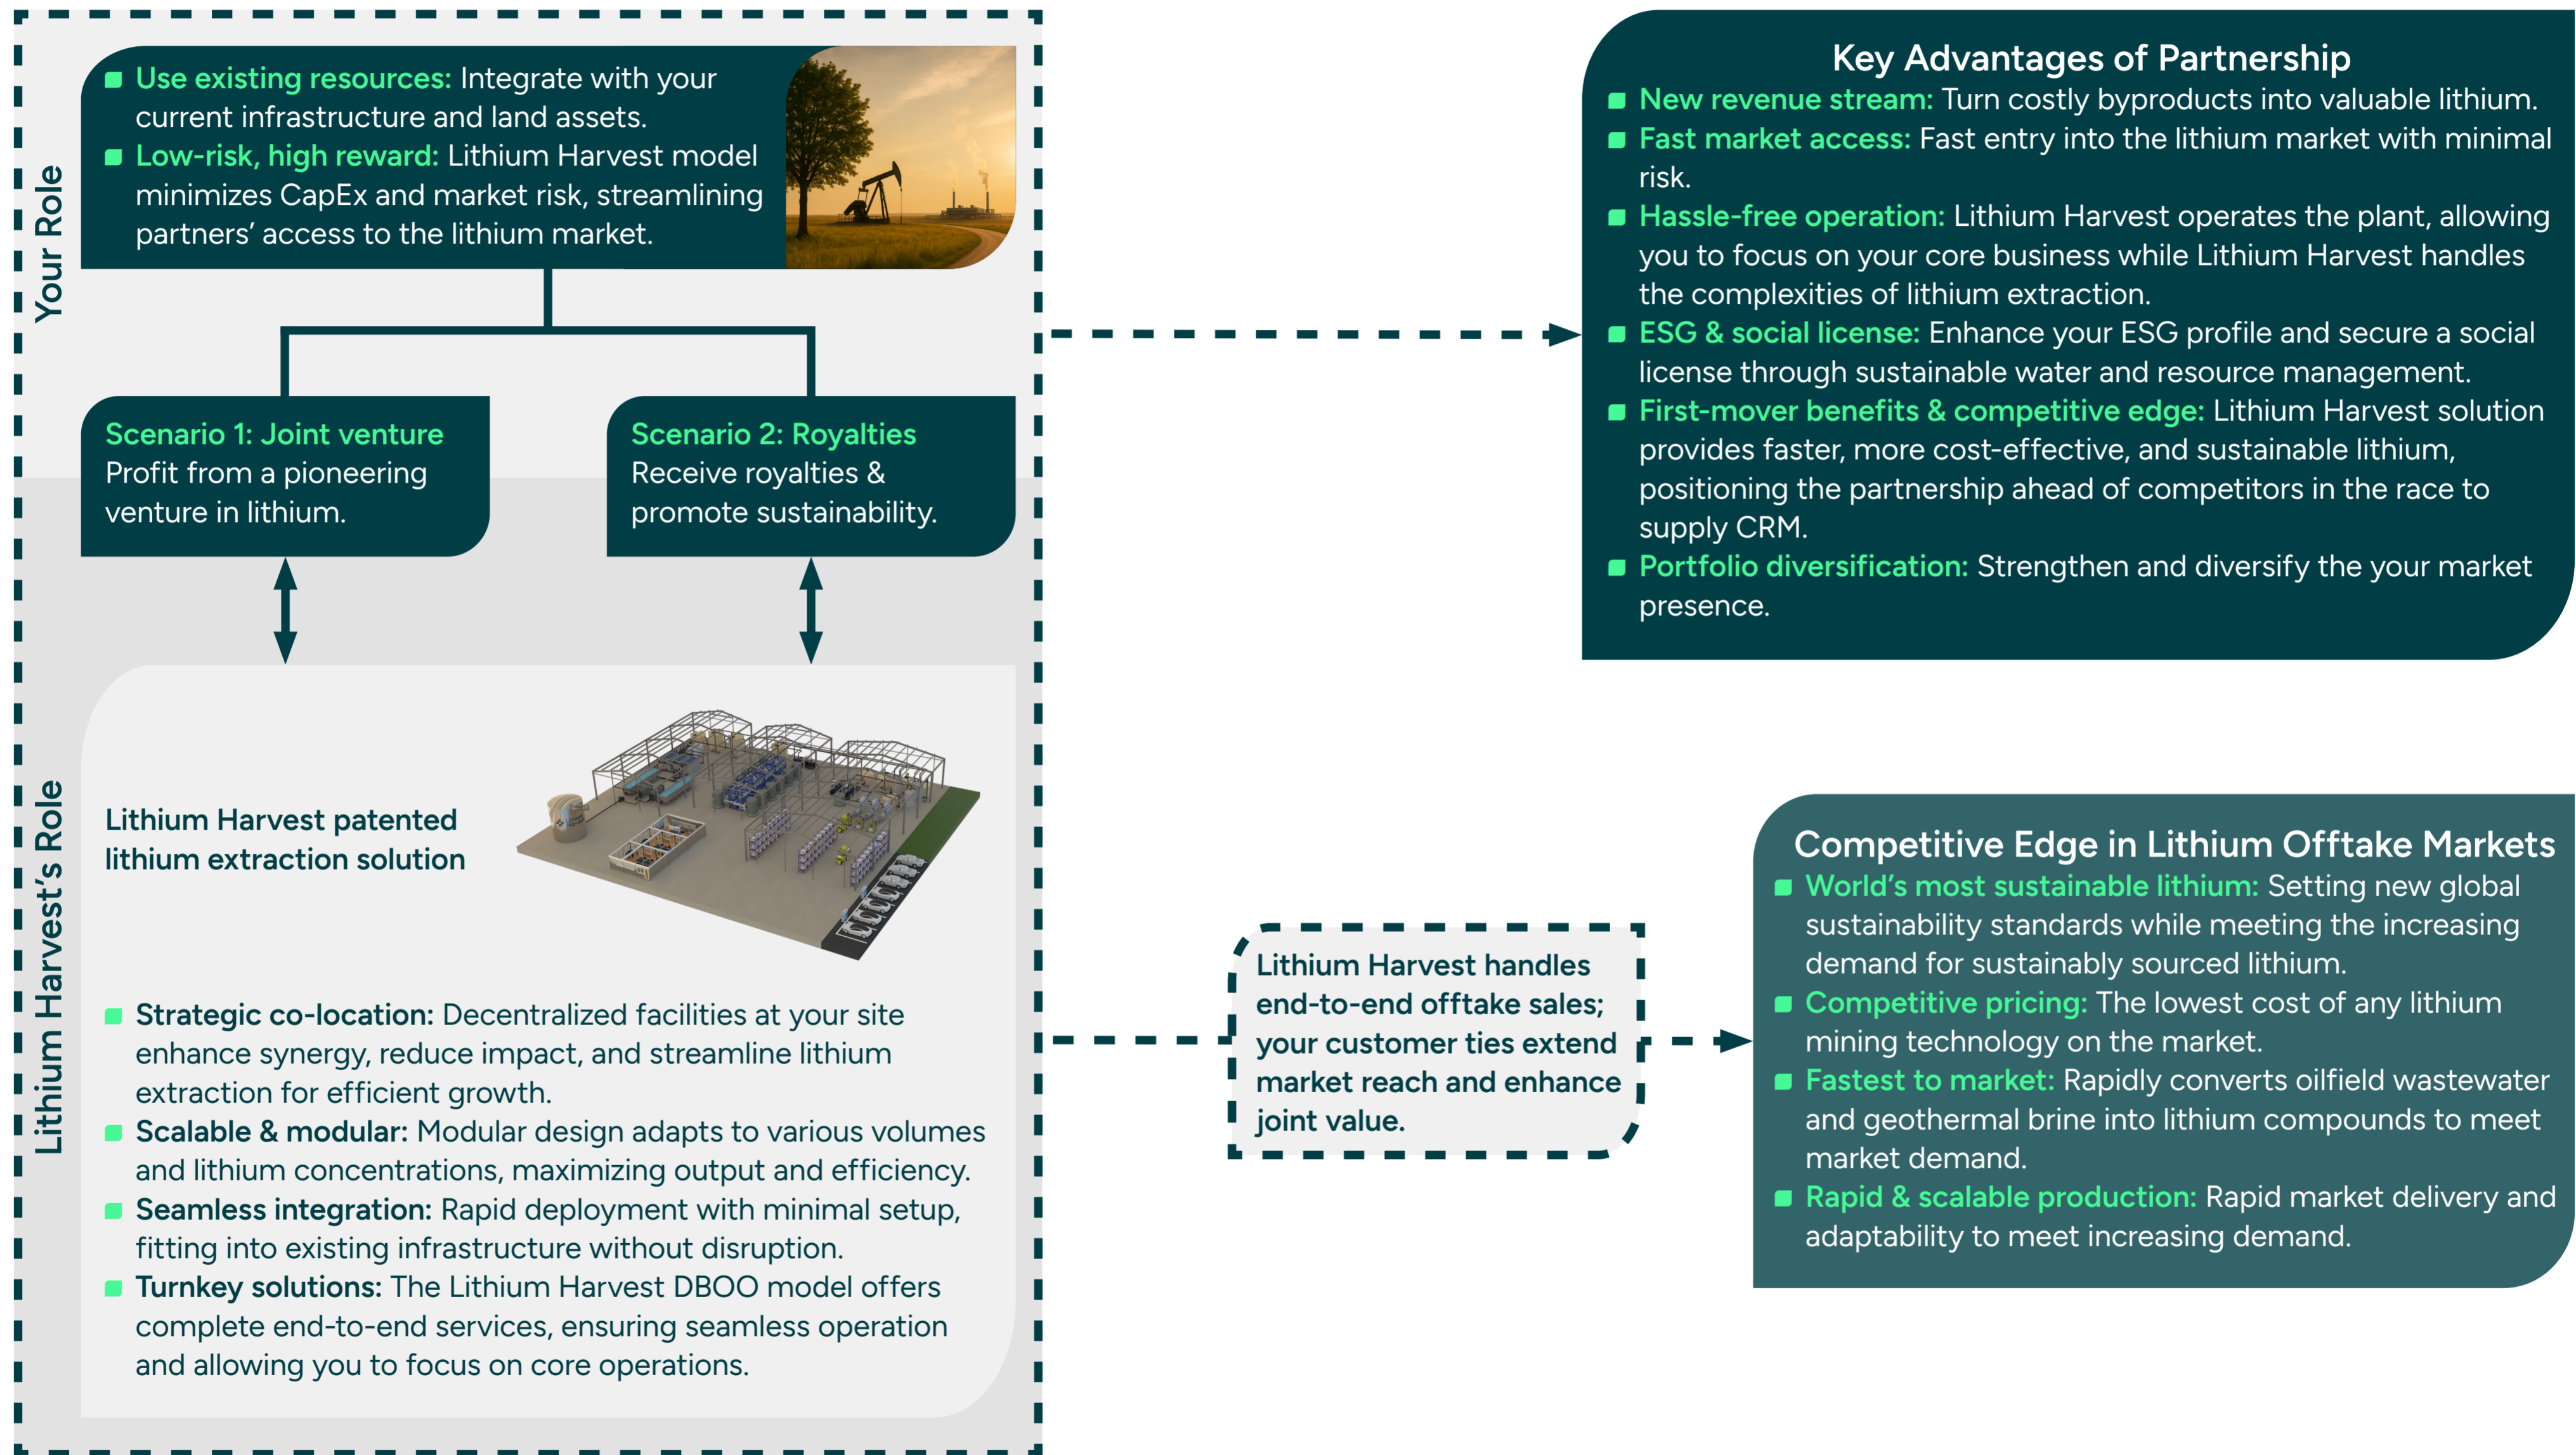 Your Role
Use existing resources: Integrate with your
current infrastructure and land assets.
Low-risk, high reward: Lithium Harvest model
minimizes CapEx and market risk, streamlining
partners’ access to the lithium market.
Scenario 1: Joint venture
Profit from a pioneering
venture in lithium.
Scenario 2: Royalties
Receive royalties &
promote sustainability.
Lithium Harvest’s Role
Lithium Harvest patented
lithium extraction solution
Strategic co-location: Decentralized facilities at your site
enhance synergy, reduce impact, and streamline lithium
extraction for efficient growth.
Scalable & modular: Modular design adapts to various volumes
and lithium concentrations, maximizing output and efficiency.
Seamless integration: Rapid deployment with minimal setup,
fitting into existing infrastructure without disruption.
Turnkey solutions: The Lithium Harvest DBOO model offers
complete end-to-end services, ensuring seamless operation
and allowing you to focus on core operations.
Key Advantages of Partnership
New revenue stream: Turn costly byproducts into valuable lithium.
Fast market access: Fast entry into the lithium market with minimal
risk.
Hassle-free operation: Lithium Harvest operates the plant, allowing
you to focus on your core business while Lithium Harvest handles
the complexities of lithium extraction.
ESG & social license: Enhance your ESG profile and secure a social
license through sustainable water and resource management.
First-mover benefits & competitive edge: Lithium Harvest solution
provides faster, more cost-effective, and sustainable lithium,
positioning the partnership ahead of competitors in the race to
supply CRM.
Portfolio diversification: Strengthen and diversify the your market
presence.
Lithium Harvest handles
end-to-end offtake sales;
your customer ties extend
market reach and enhance
joint value.
Competitive Edge in Lithium Offtake Markets
World’s most sustainable lithium: Setting new global
sustainability standards while meeting the increasing
demand for sustainably sourced lithium.
Competitive pricing: The lowest cost of any lithium
mining technology on the market.
Fastest to market: Rapidly converts oilfield wastewater
and geothermal brine into lithium compounds to meet
market demand.
Rapid & scalable production: Rapid market delivery and
adaptability to meet increasing demand.